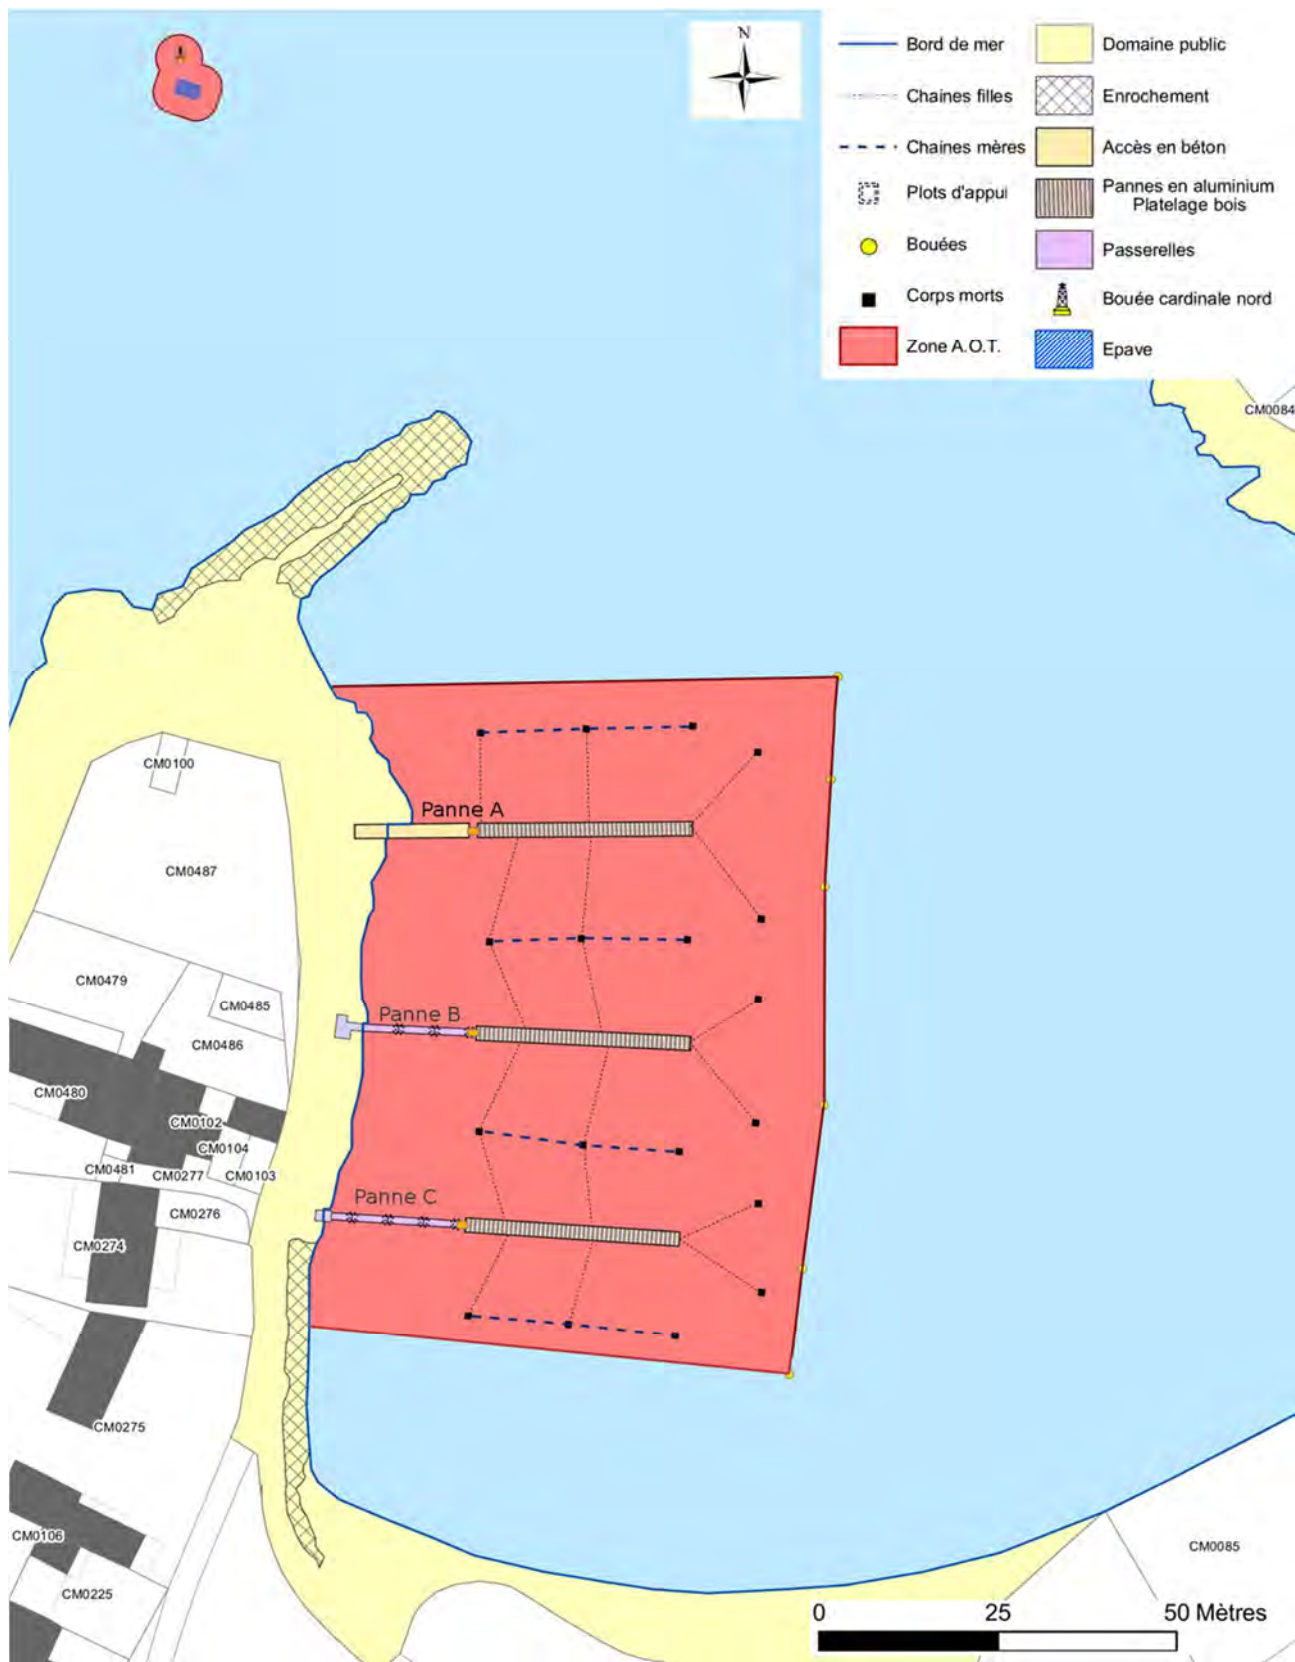 N
Bord de mer
Chaines filles
Chaines mères
Plots d'appui
Bouées
Corps morts
Zone A.O.T.
Domaine public
Enrochement
Accès en béton
Pannes en aluminium
Platelage bois
Passerelles
Bouée cardinale nord
Epave
CM0084
CM0100
Panne A
CM0487
CM0479
CM0485
Panne B
CM0486
CM0480
CM0102
CM0104
CM0481
CM0277
CM0103
Panne C
CM0276
CM0274
CM0275
CM0106
CM0085
CM0225
0 25 50 Mètres